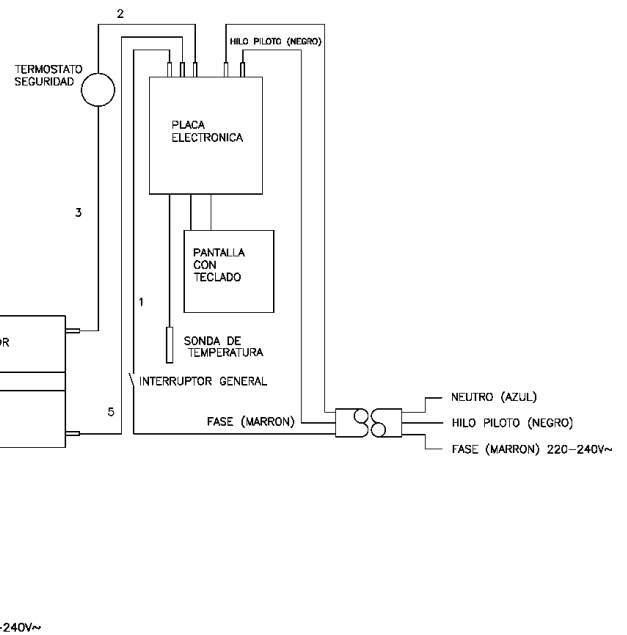 2
HILO PILOTO (NEGRO)
TERMOSTATO
SEGURIDAD
PLACA
ELECTRONICA
3
PANTALLA
CON
TECLADO
1
OR
SONDA DE
TEMPERATURA
INTERRUPTOR GENERAL
NEUTRO (AZUL)
5
FASE (MARRON)
HILO PILOTO (NEGRO)
FASE (MARRON) 220-240V~
-240V~